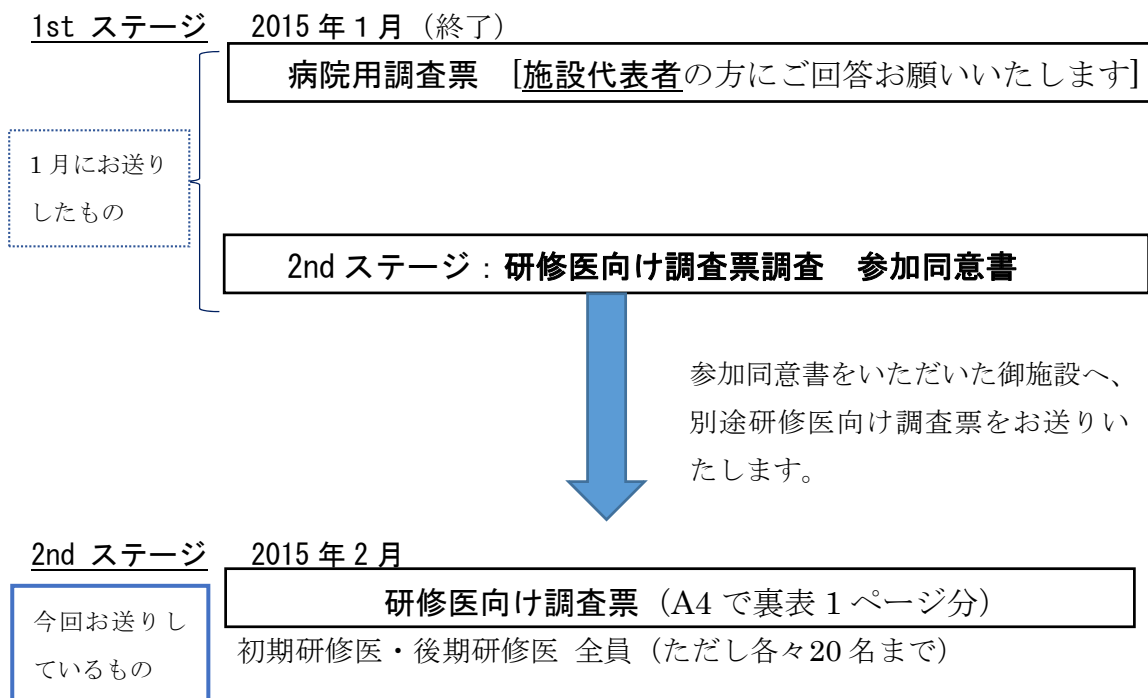 1st ステージ　2015 年 1 月（終了）
病院用調査票　[施設代表者の方にご回答お願いいたします]
1 月にお送り
したもの
2nd ステージ：研修医向け調査票調査　参加同意書
参加同意書をいただいた御施設へ、
別途研修医向け調査票をお送りい
たします。
2nd ステージ　2015 年 2 月
研修医向け調査票（A4 で裏表 1 ページ分）
今回お送りし
ているもの
初期研修医・後期研修医 全員（ただし各々20 名まで）